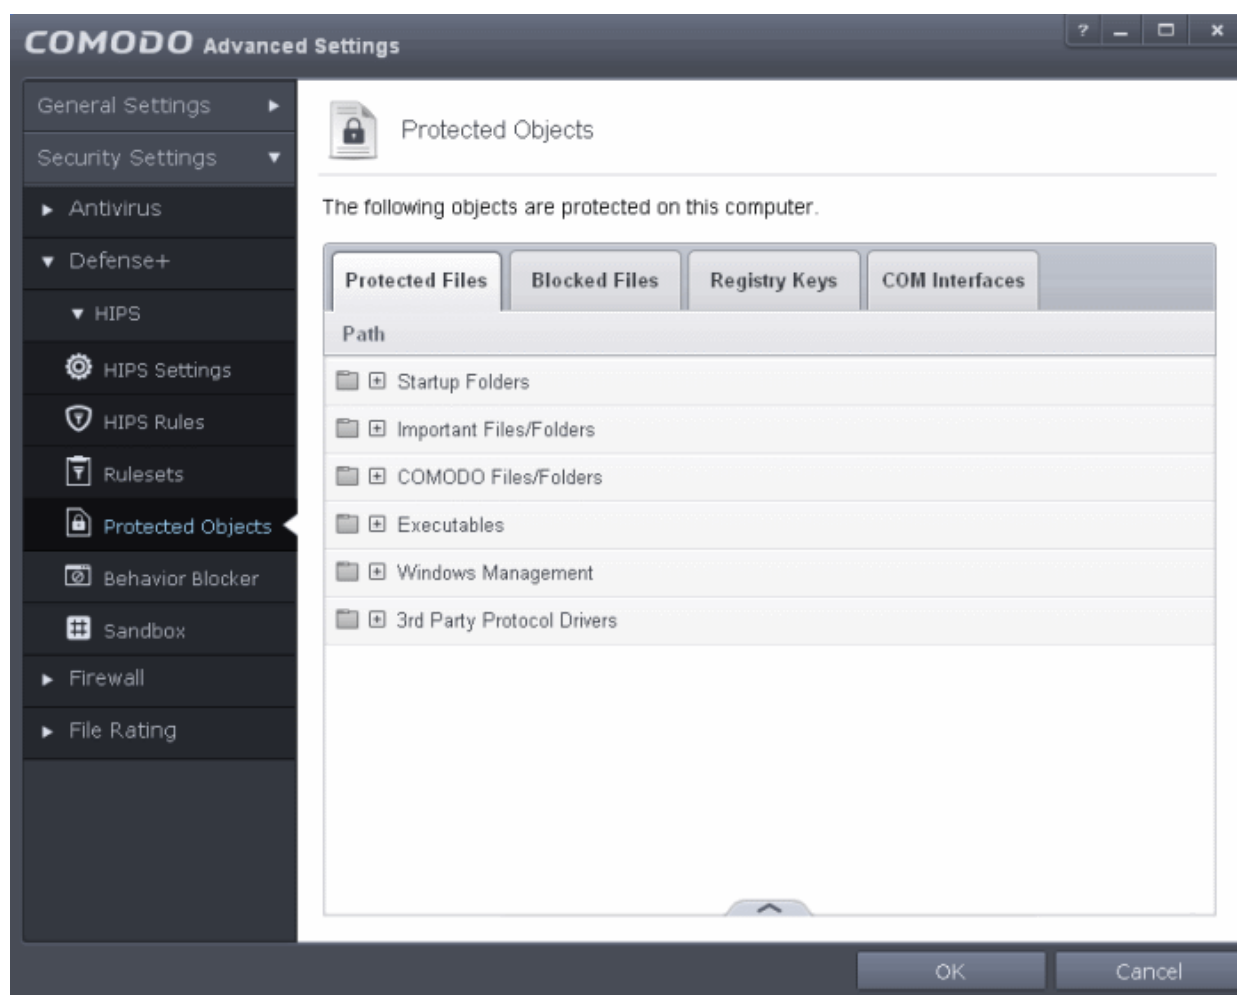 COMODO Advanced Settings
?
General Settings
Security Settings
Antivirus
Defense+
HIPS
HIPS Settings
HIPS Rules
Rulesets
Protected Objects
Behavior Blocker
Sandbox
Firewall
File Rating
Protected Objects
The following objects are protected on this computer.
Protected Files Blocked Files Registry Keys COM Interfaces
Path
Startup Folders
Important Files/Folders
COMODO Files/Folders
Executables
Windows Management
3rd Party Protocol Drivers
OK Cancel